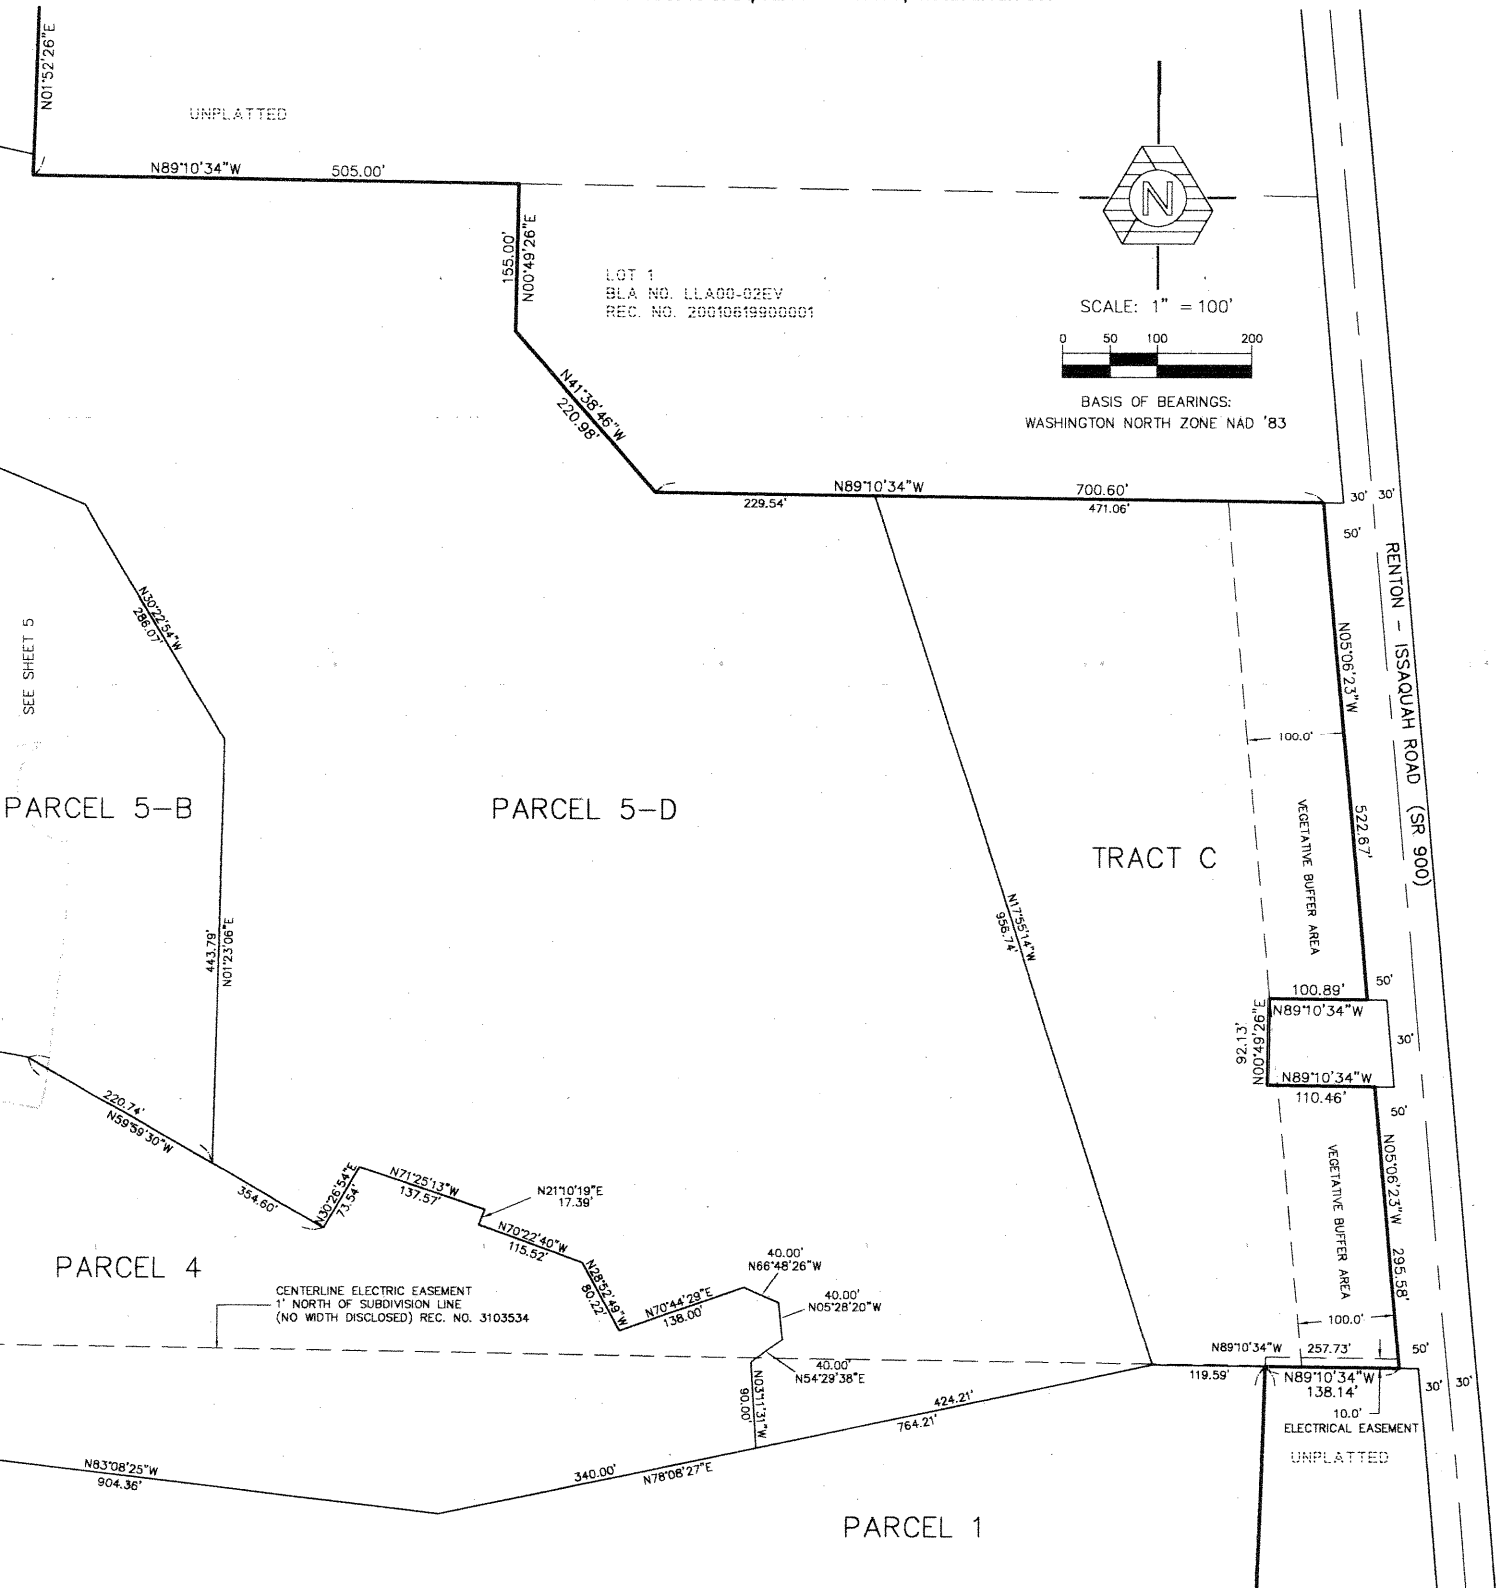 N01°52'26"E
UNPLATTED
N89°10'34"W 505.00'
155.00'
N00°49'26"E
N
LOT 1
BLA NO. LLA00-02EV
REC. NO. 20010619900001
SCALE: 1" = 100'
0 50 100 200
BASIS OF BEARINGS:
WASHINGTON NORTH ZONE NAD '83
N41°38'46"W
220.98'
N89°10'34"W 700.60'
229.54' 471.06'
30' 30'
50'
RENTON - ISSAQUAH ROAD (SR 900)
N30°22'54"W
286.07'
SEE SHEET 5
N05°06'23"W
522.67'
100.0'
PARCEL 5-B
PARCEL 5-D
TRACT C
VEGETATIVE BUFFER AREA
443.79'
N01°23'06"E
N17°55'14"W
956.74'
50'
100.89'
N89°10'34"W
30'
92.13'
N00°49'26"E
N89°10'34"W
110.46'
50'
220.74'
N59°59'30"W
354.60'
N30°26'54"E
73.54'
N71°25'13"W
137.57'
N21°10'19"E
17.39'
N70°22'40"W
115.52'
N28°52'49"W
80.22'
N70°44'29"E
138.00'
40.00'
N66°48'26"W
40.00'
N05°28'20"W
40.00'
N54°29'38"E
N03°11'31"W
90.00'
VEGETATIVE BUFFER AREA
N05°06'23"W
295.58'
100.0'
PARCEL 4
CENTERLINE ELECTRIC EASEMENT
1' NORTH OF SUBDIVISION LINE
(NO WIDTH DISCLOSED) REC. NO. 3103534
N89°10'34"W 257.73'
50'
119.59'
N89°10'34"W
138.14'
30' 30'
10.0'
ELECTRICAL EASEMENT
UNPLATTED
424.21'
764.21'
340.00'
N78°08'27"E
N83°08'25"W
904.36'
PARCEL 1